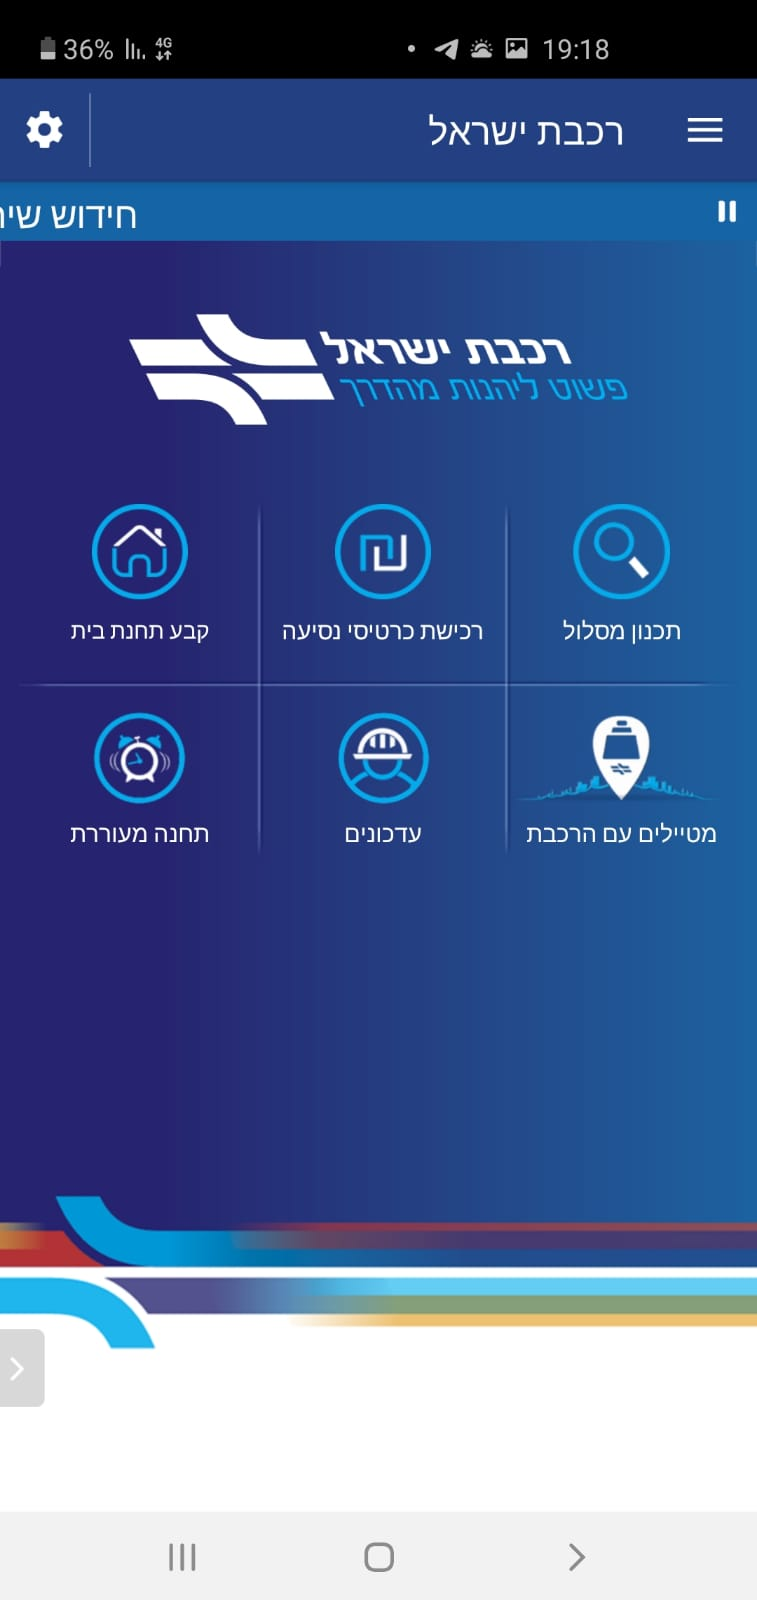 36% 4G 19:18
רכבת ישראל
חידוש
רכבת ישראל
פשוט ליהנות מהדרך
תכנון מסלול
רכישת כרטיסי נסיעה
קבע תחנת בית
מטיילים עם הרכבת
עדכונים
תחנה מעוררת